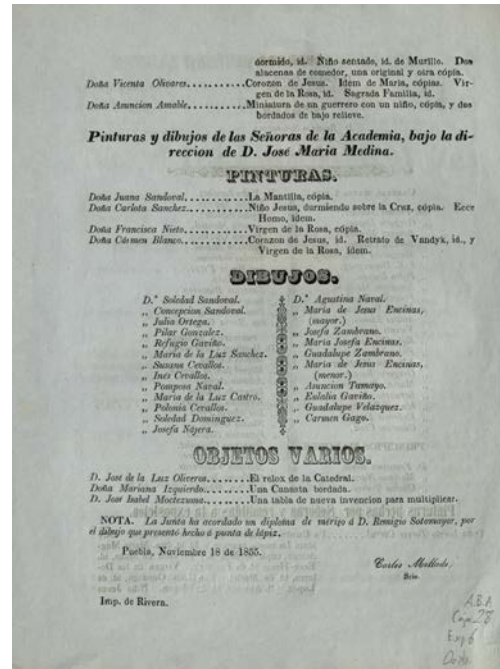 dormido, id. Niño sentado, id. de Murillo. Dos
alacenas de comedor, una original y otra cópia.
Doña Vicenta Olivares...........Corozon de Jesus. Idem de Maria, cópias. Vir-
gen de la Rosa, id. Sagrada Familia, id.
Doña Asuncion Amable...........Miniatura de un guerrero con un niño, cópia, y dos
bordados de bajo relieve.
Pinturas y dibujos de las Señoras de la Academia, bajo la di-
reccion de D. José Maria Medina.
PINTURAS.
Doña Juana Sandoval...........La Mantilla, cópia.
Doña Carlota Sanchez...........Niño Jesus, durmiendo sobre la Cruz, cópia. Ecce
Homo, idem.
Doña Francisca Nieto...........Virgen de la Rosa, cópia.
Doña Cármen Blanco...........Corazon de Jesus, id. Retrato de Vandyk, id., y
Virgen de la Rosa, idem.
DIBUJOS.
D.ª Soledad Sandoval.
„ Concepcion Sandoval.
„ Julia Ortega.
„ Pilar Gonzalez.
„ Refugio Gaviño.
„ Maria de la Luz Sanchez.
„ Susana Cevallos.
„ Inés Cevallos.
„ Pomposa Naval.
„ Maria de la Luz Castro.
„ Polonia Cevallos.
„ Soledad Dominguez.
„ Josefa Nájera.
D.ª Agustina Naval.
„ Maria de Jesus Encinas,
(mayor.)
„ Josefa Zambrano.
„ Maria Josefa Encinas.
„ Guadalupe Zambrano.
„ Maria de Jesus Encinas,
(menor.)
„ Asuncion Tamayo.
„ Eulalia Gaviño.
„ Guadalupe Velazquez.
„ Carmen Gago.
OBJETOS VARIOS.
D. José de la Luz Oliveros........El relox de la Catedral.
Doña Mariana Izquierdo..........Una Canasta bordada.
D. José Isabel Moctezuma........Una tabla de nueva invencion para multiplicar.
NOTA. La Junta ha acordado un diploma de mérito á D. Remigio Sotomayor, por
el dibujo que presentó hecho á punta de lápiz.
Puebla, Noviembre 18 de 1855.
Carlos Mellado,
Srio.
Imp. de Rivera.
A.B.A
Caja 28
Exp 6